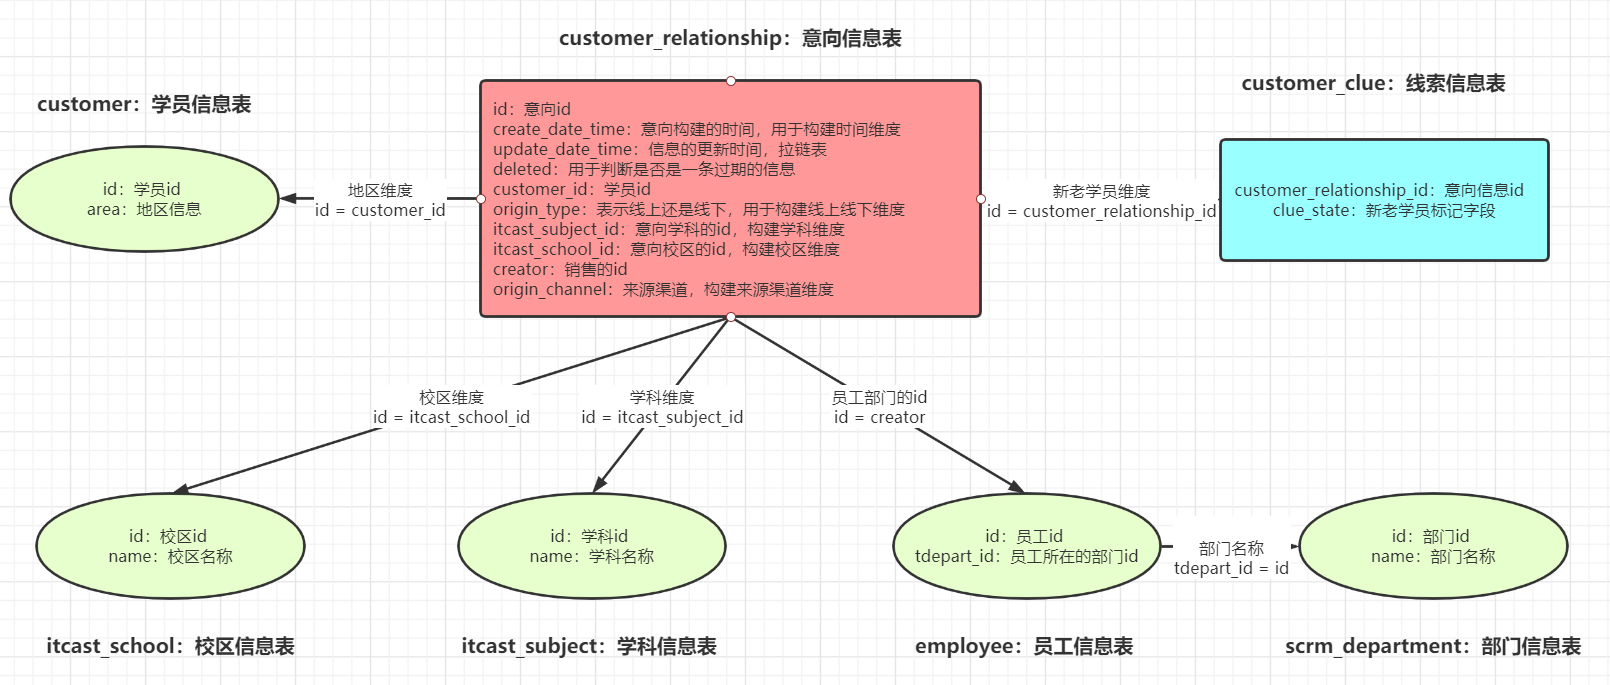 customer_relationship：意向信息表
customer：学员信息表
customer_clue：线索信息表
id：意向id
create_date_time：意向构建的时间，用于构建时间维度
update_date_time：信息的更新时间，拉链表
deleted：用于判断是否是一条过期的信息
customer_id：学员id
origin_type：表示线上还是线下，用于构建线上线下维度
itcast_subject_id：意向学科的id，构建学科维度
itcast_school_id：意向校区的id，构建校区维度
creator：销售的id
origin_channel：来源渠道，构建来源渠道维度
id：学员id
area：地区信息
地区维度
id = customer_id
新老学员维度
id = customer_relationship_id
customer_relationship_id：意向信息id
clue_state：新老学员标记字段
校区维度
id = itcast_school_id
学科维度
id = itcast_subject_id
员工部门的id
id = creator
id：校区id
name：校区名称
id：学科id
name：学科名称
id：员工id
tdepart_id：员工所在的部门id
部门名称
tdepart_id = id
id：部门id
name：部门名称
itcast_school：校区信息表
itcast_subject：学科信息表
employee：员工信息表
scrm_department：部门信息表